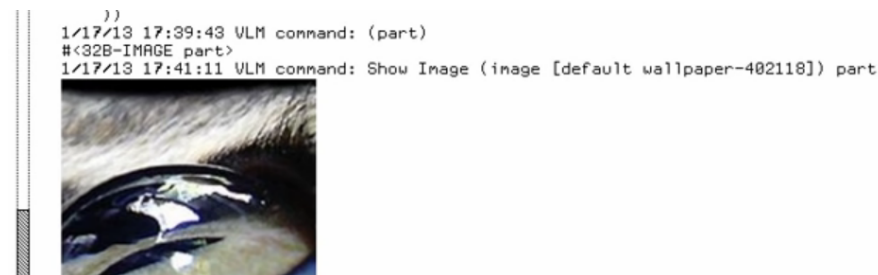 ))
1/17/13 17:39:43 VLM command: (part)
#<32B-IMAGE part>
1/17/13 17:41:11 VLM command: Show Image (image [default wallpaper-402118]) part